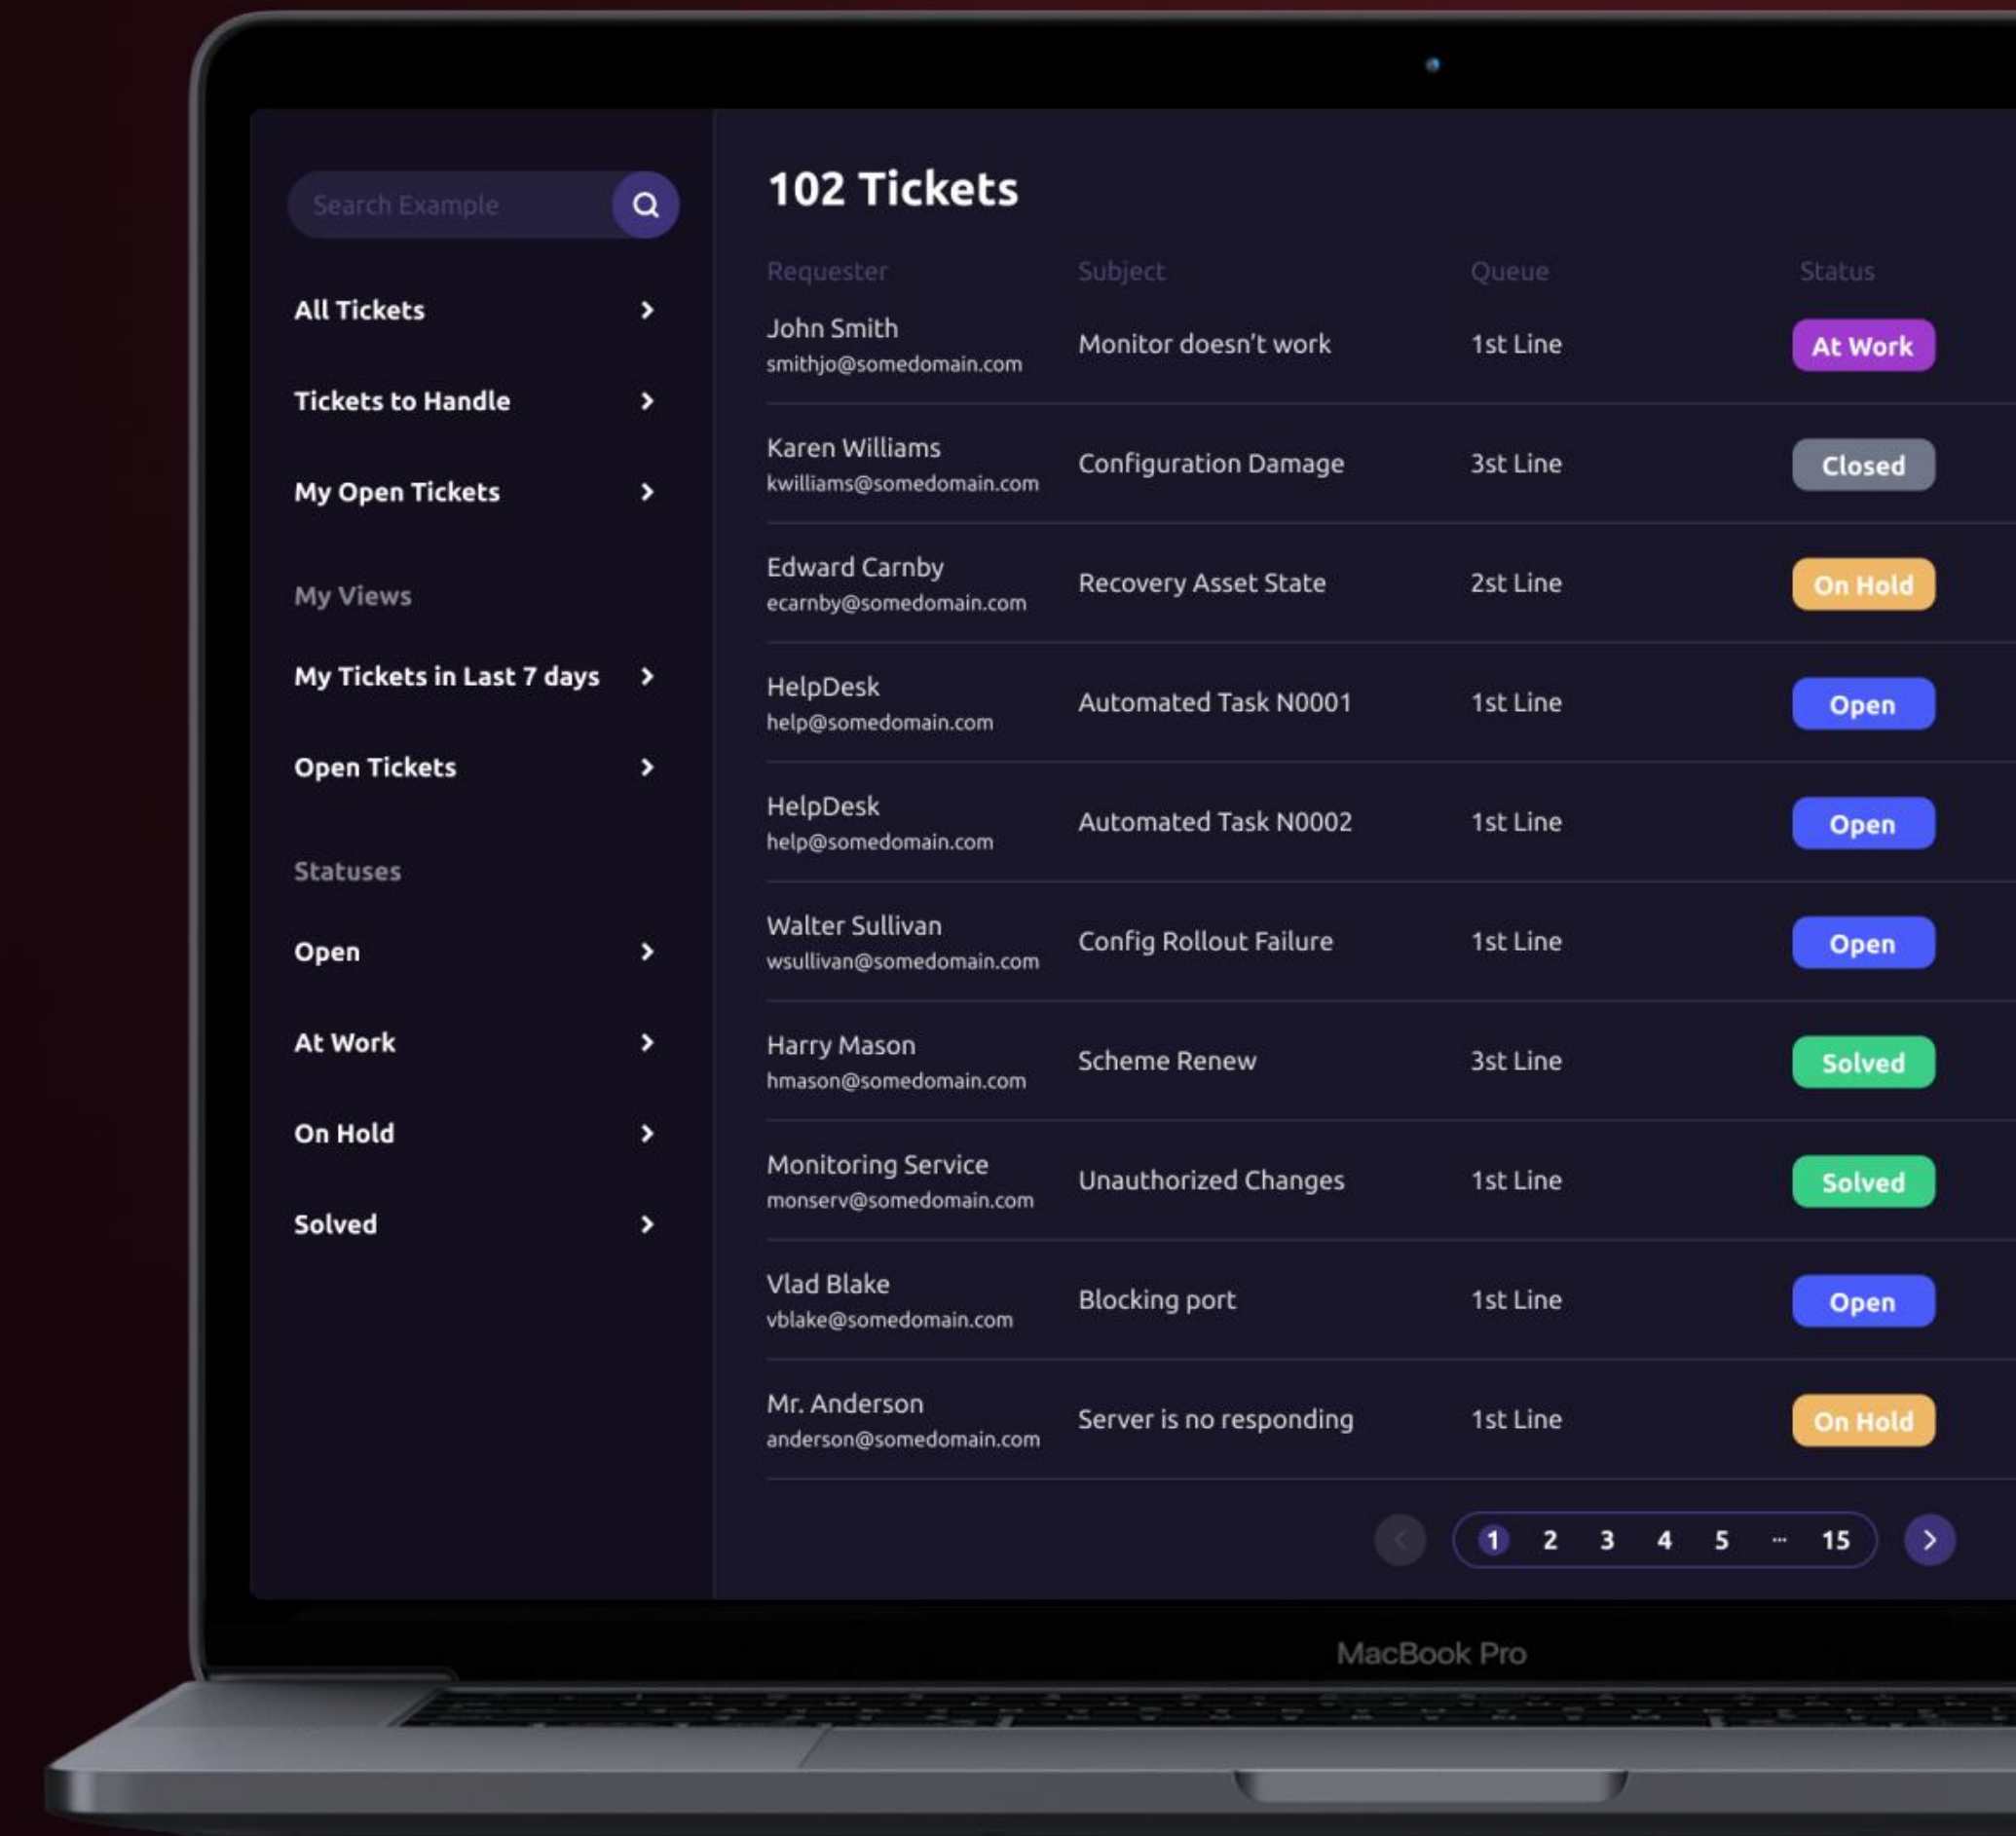 Search Example
All Tickets
Tickets to Handle
My Open Tickets
My Views
My Tickets in Last 7 days
Open Tickets
Statuses
Open
At Work
On Hold
Solved
102 Tickets
Requester Subject Queue Status
John Smith
smithjo@somedomain.com
Monitor doesn’t work 1st Line At Work
Karen Williams
kwilliams@somedomain.com
Configuration Damage 3st Line Closed
Edward Carnby
ecarnby@somedomain.com
Recovery Asset State 2st Line On Hold
HelpDesk
help@somedomain.com
Automated Task N0001 1st Line Open
HelpDesk
help@somedomain.com
Automated Task N0002 1st Line Open
Walter Sullivan
wsullivan@somedomain.com
Config Rollout Failure 1st Line Open
Harry Mason
hmason@somedomain.com
Scheme Renew 3st Line Solved
Monitoring Service
monserv@somedomain.com
Unauthorized Changes 1st Line Solved
Vlad Blake
vblake@somedomain.com
Blocking port 1st Line Open
Mr. Anderson
anderson@somedomain.com
Server is no responding 1st Line On Hold
1 2 3 4 5 ... 15
MacBook Pro